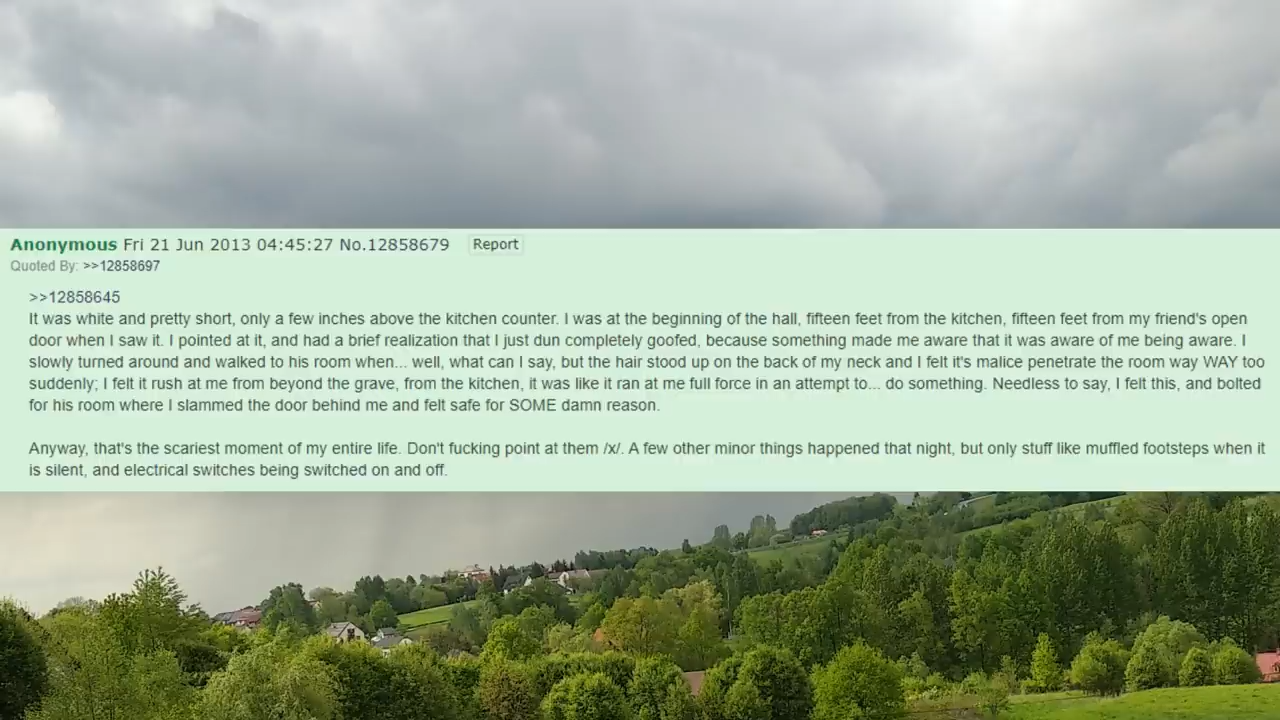 Anonymous Fri 21 Jun 2013 04:45:27 No.12858679 Report
Quoted By: >>12858697
>>12858645
It was white and pretty short, only a few inches above the kitchen counter. I was at the beginning of the hall, fifteen feet from the kitchen, fifteen feet from my friend's open
door when I saw it. I pointed at it, and had a brief realization that I just dun completely goofed, because something made me aware that it was aware of me being aware. I
slowly turned around and walked to his room when... well, what can I say, but the hair stood up on the back of my neck and I felt it's malice penetrate the room way WAY too
suddenly; I felt it rush at me from beyond the grave, from the kitchen, it was like it ran at me full force in an attempt to... do something. Needless to say, I felt this, and bolted
for his room where I slammed the door behind me and felt safe for SOME damn reason.
Anyway, that's the scariest moment of my entire life. Don't fucking point at them /x/. A few other minor things happened that night, but only stuff like muffled footsteps when it
is silent, and electrical switches being switched on and off.